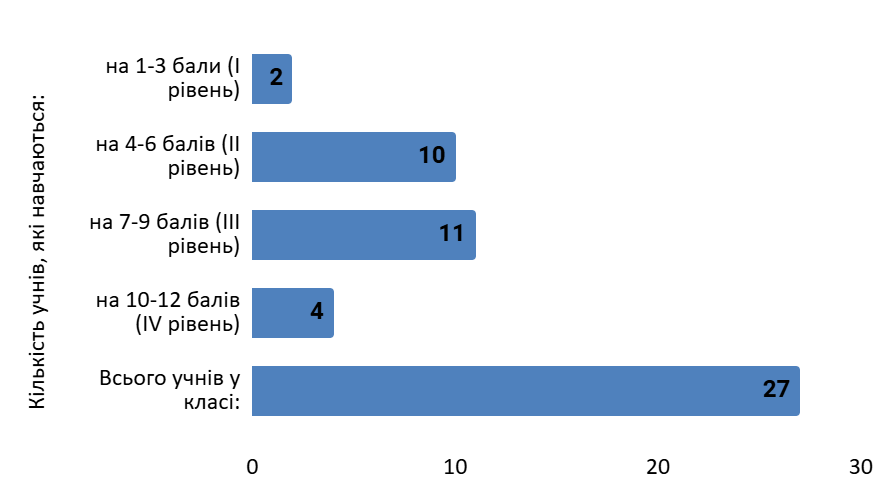 Кількість учнів, які навчаються:
на 1-3 бали (I
рівень)
2
на 4-6 балів (II
рівень)
10
на 7-9 балів (III
рівень)
11
на 10-12 балів
(IV рівень)
4
Всього учнів у
класі:
27
0 10 20 30